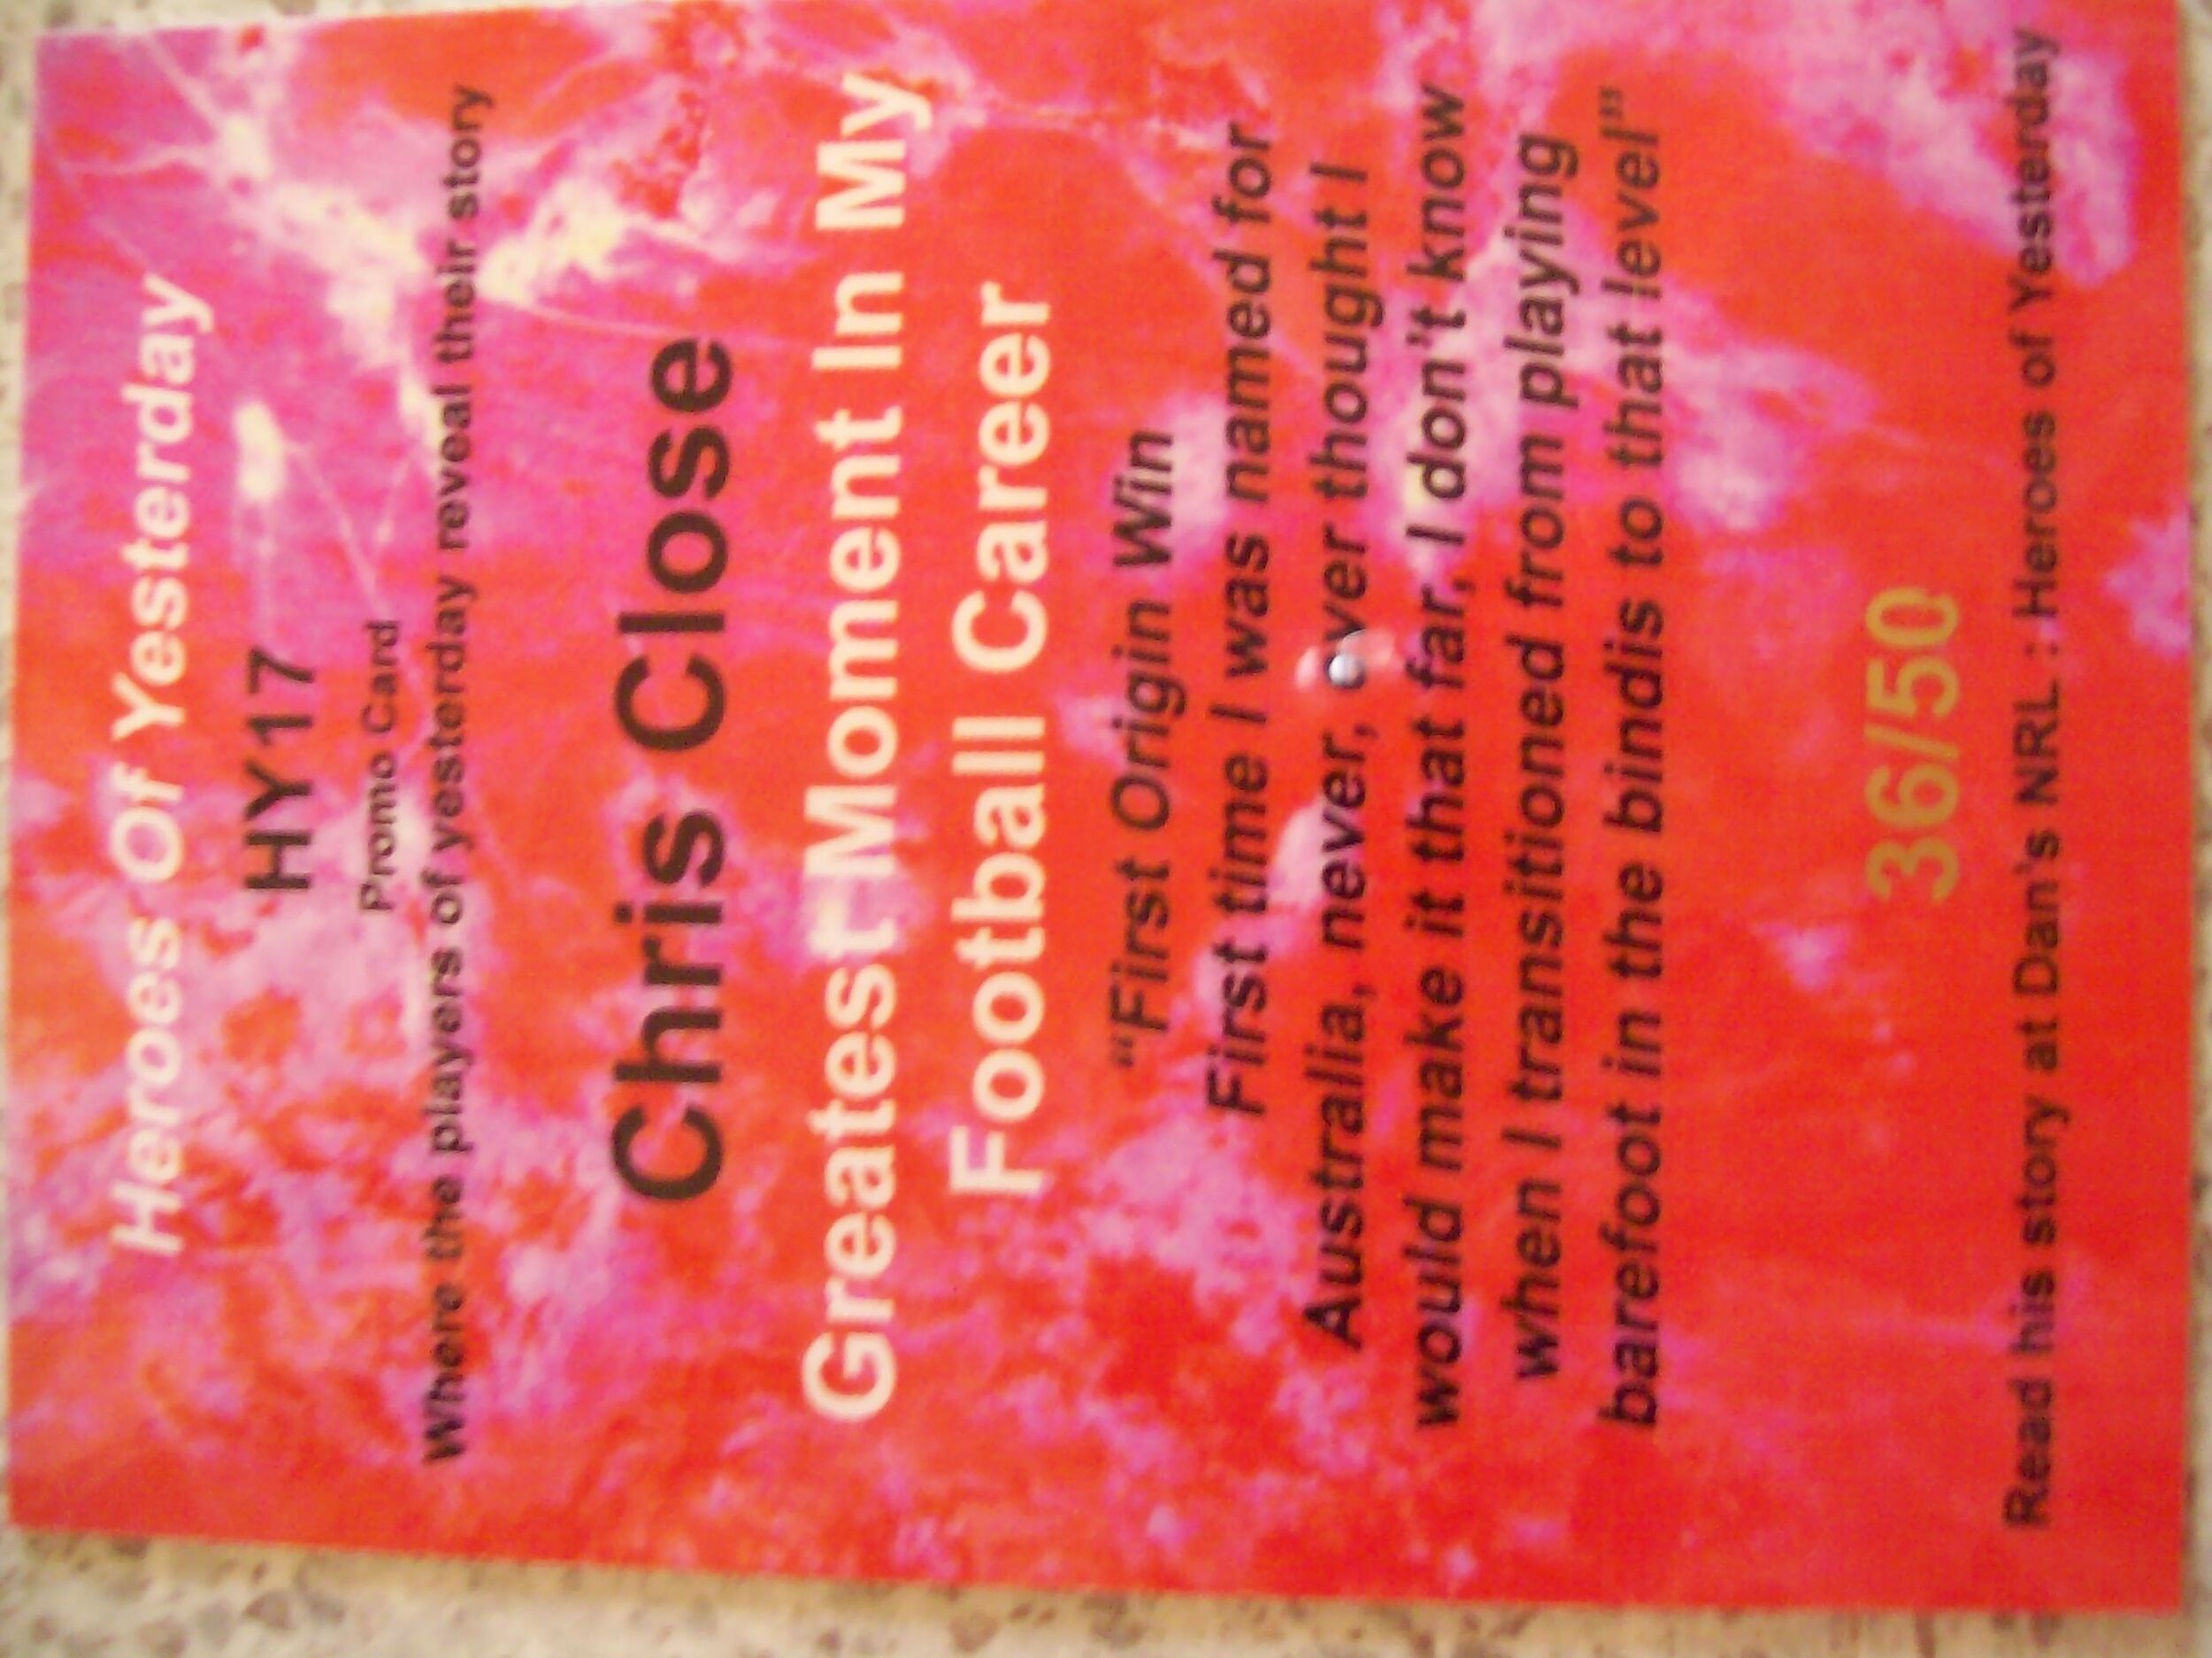 Heroes Of Yesterday
HY17
Promo Card
Where the players of yesterday reveal their story
Chris Close
Greatest Moment In My
Football Career
"First Origin Win
First time I was named for
Australia, never, ever thought I
would make it that far, I don't know
when I transitioned from playing
barefoot in the bindis to that level"
36/50
Read his story at Dan's NRL : Heroes of Yesterday